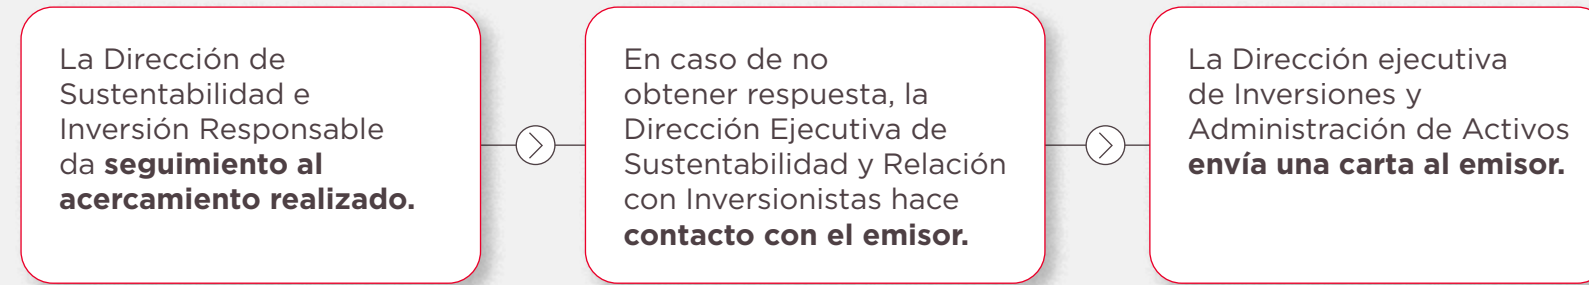 La Dirección de
Sustentabilidad e
Inversión Responsable
da seguimiento al
acercamiento realizado.
En caso de no
obtener respuesta, la
Dirección Ejecutiva de
Sustentabilidad y Relación
con Inversionistas hace
contacto con el emisor.
La Dirección ejecutiva
de Inversiones y
Administración de Activos
envía una carta al emisor.